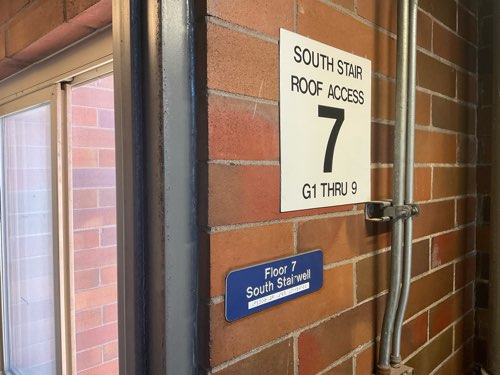 SOUTH STAIR
ROOF ACCESS
7
G1 THRU 9
Floor 7
South Stairwell